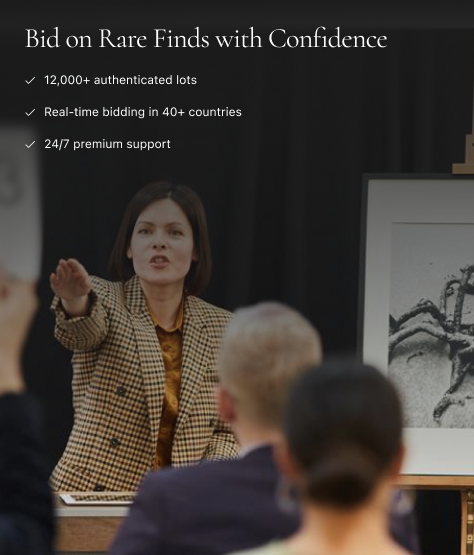 Bid on Rare Finds with Confidence
12,000+ authenticated lots
Real-time bidding in 40+ countries
24/7 premium support